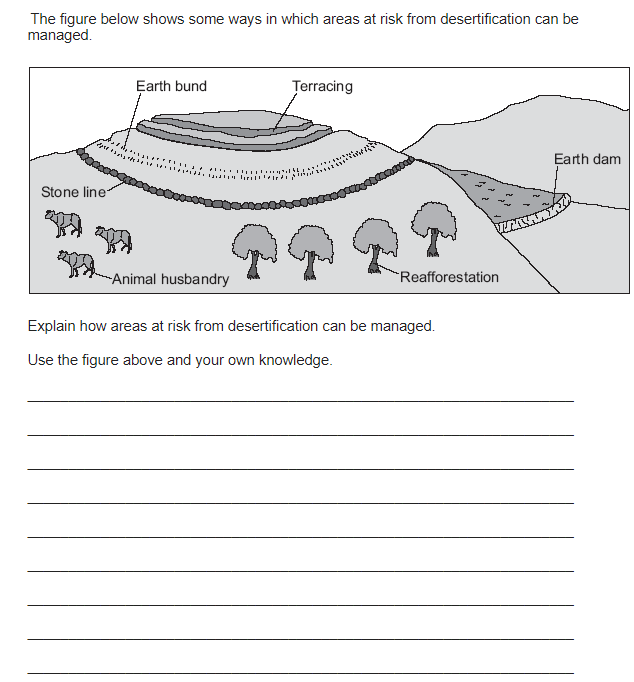 The figure below shows some ways in which areas at risk from desertification can be
managed.
Earth bund
Terracing
Earth dam
Stone line
Animal husbandry
Reafforestation
Explain how areas at risk from desertification can be managed.
Use the figure above and your own knowledge.